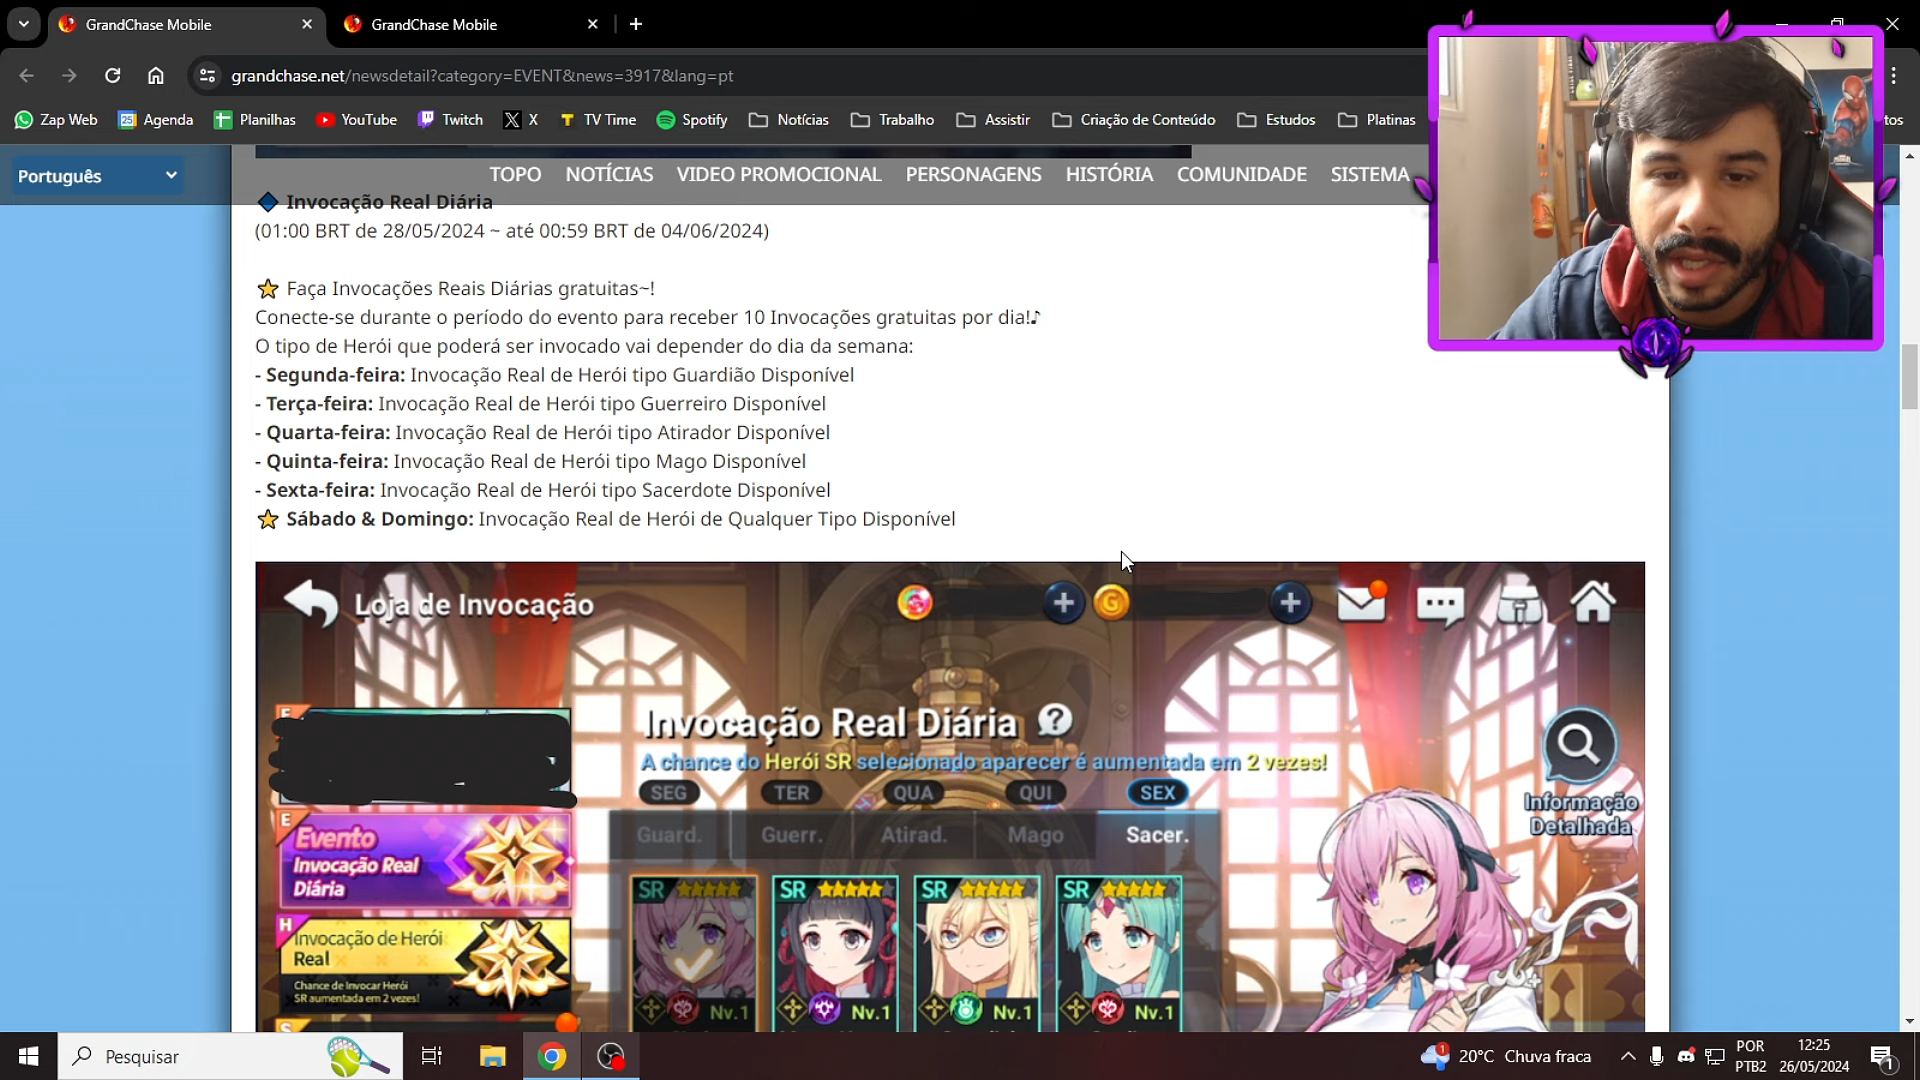 GrandChase Mobile
GrandChase Mobile
grandchase.net/newsdetail?category=EVENT&news=3917&lang=pt
Zap Web
Agenda
Planilhas
YouTube
Twitch
X
TV Time
Spotify
Notícias
Trabalho
Assistir
Criação de Conteúdo
Estudos
Platinas
tos
Português
TOPO
NOTÍCIAS
VIDEO PROMOCIONAL
PERSONAGENS
HISTÓRIA
COMUNIDADE
SISTEMA
Invocação Real Diária
(01:00 BRT de 28/05/2024 ~ até 00:59 BRT de 04/06/2024)
Faça Invocações Reais Diárias gratuitas~!
Conecte-se durante o período do evento para receber 10 Invocações gratuitas por dia!♪
O tipo de Herói que poderá ser invocado vai depender do dia da semana:
- Segunda-feira: Invocação Real de Herói tipo Guardião Disponível
- Terça-feira: Invocação Real de Herói tipo Guerreiro Disponível
- Quarta-feira: Invocação Real de Herói tipo Atirador Disponível
- Quinta-feira: Invocação Real de Herói tipo Mago Disponível
- Sexta-feira: Invocação Real de Herói tipo Sacerdote Disponível
Sábado & Domingo: Invocação Real de Herói de Qualquer Tipo Disponível
Loja de Invocação
G
Invocação Real Diária ?
A chance do Herói SR selecionado aparecer é aumentada em 2 vezes!
SEG
TER
QUA
QUI
SEX
Guard.
Guerr.
Atirad.
Mago
Sacer.
Informação
Detalhada
E
Evento
Invocação Real
Diária
H
Invocação de Herói
Real
Chance de Invocar Herói
SR aumentada em 2 vezes!
SR
SR
SR
SR
Nv.1
Nv.1
Nv.1
Nv.1
Pesquisar
20°C Chuva fraca
POR
PTB2
12:25
26/05/2024
1